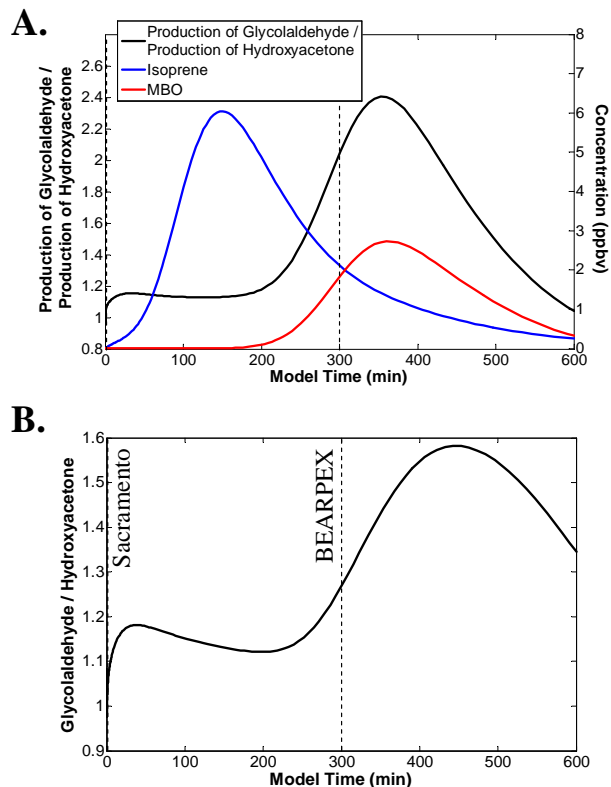 A.
Production of Glycolaldehyde /
Production of Hydroxyacetone
Isoprene
MBO
Production of Glycolaldehyde /
Production of Hydroxyacetone
2.6
2.4
2.2
2
1.8
1.6
1.4
1.2
1
0.8
8
7
6
5
4
3
2
1
0
Concentration (ppbv)
0 100 200 300 400 500 600
Model Time (min)
B.
Glycolaldehyde / Hydroxyacetone
1.6
1.5
1.4
1.3
1.2
1.1
1
0.9
Sacramento
BEARPEX
0 100 200 300 400 500 600
Model Time (min)